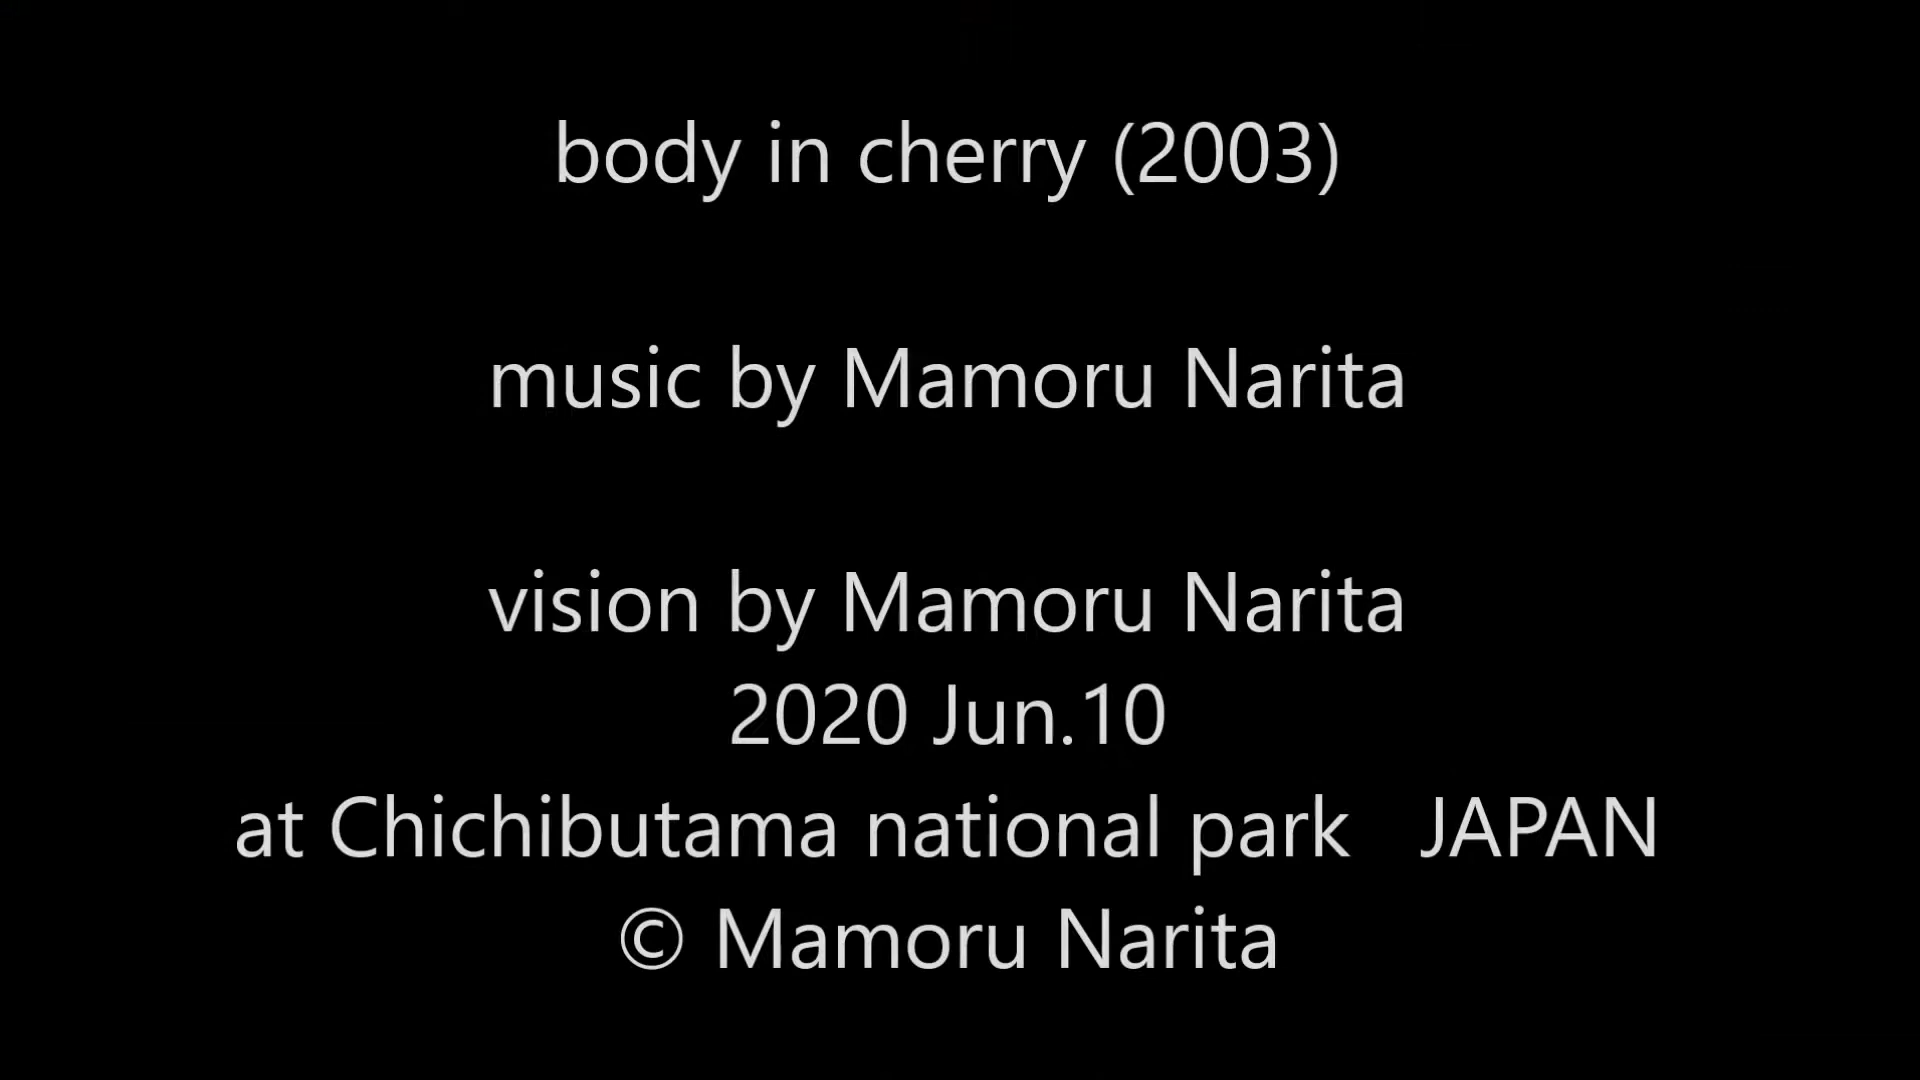 body in cherry (2003)
music by Mamoru Narita
vision by Mamoru Narita
2020 Jun.10
at Chichibutama national park   JAPAN
© Mamoru Narita